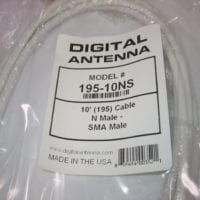 DIGITAL
ANTENNA
MODEL #
195-10NS
10' (195) Cable
N Male -
SMA Male
www.digitalantenna.com
MADE IN THE USA